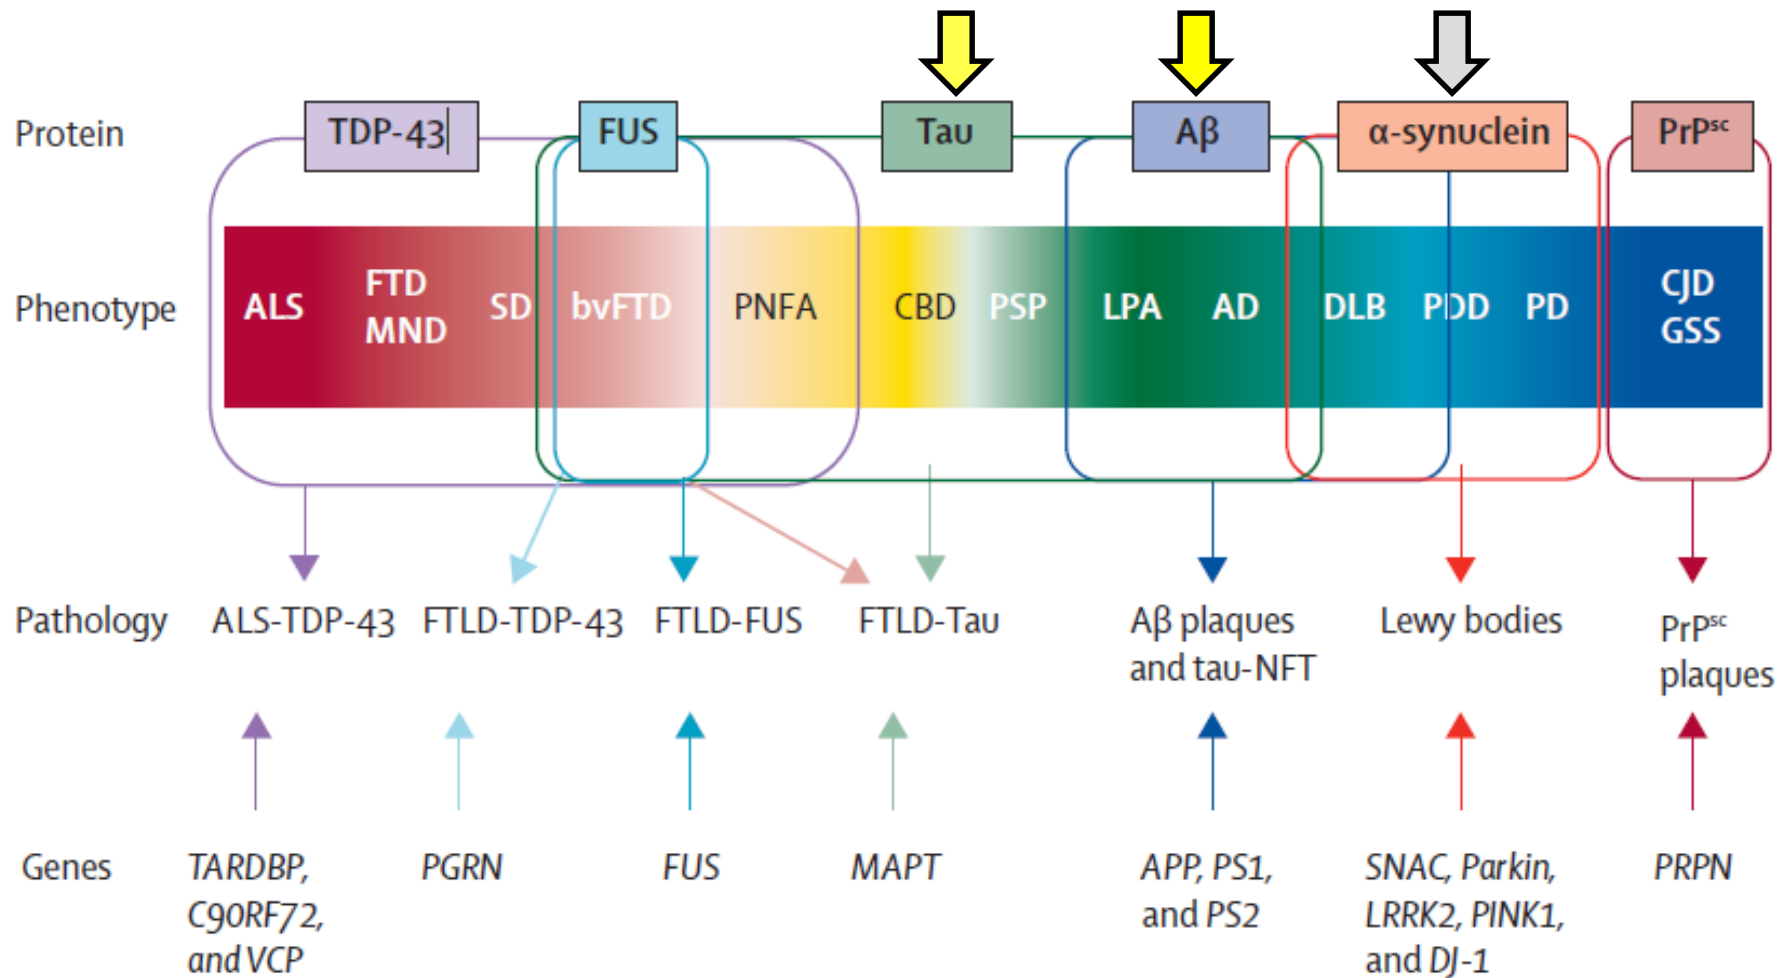 Protein TDP-43 FUS Tau Aβ α-synuclein PrPsc
Phenotype ALS FTD MND SD bvFTD PNFA CBD PSP LPA AD DLB PDD PD CJD GSS
Pathology ALS-TDP-43 FTLD-TDP-43 FTLD-FUS FTLD-Tau Aβ plaques and tau-NFT Lewy bodies PrPsc plaques
Genes TARDBP, C9ORF72, and VCP PGRN FUS MAPT APP, PS1, and PS2 SNAC, Parkin, LRRK2, PINK1, and DJ-1 PRPN